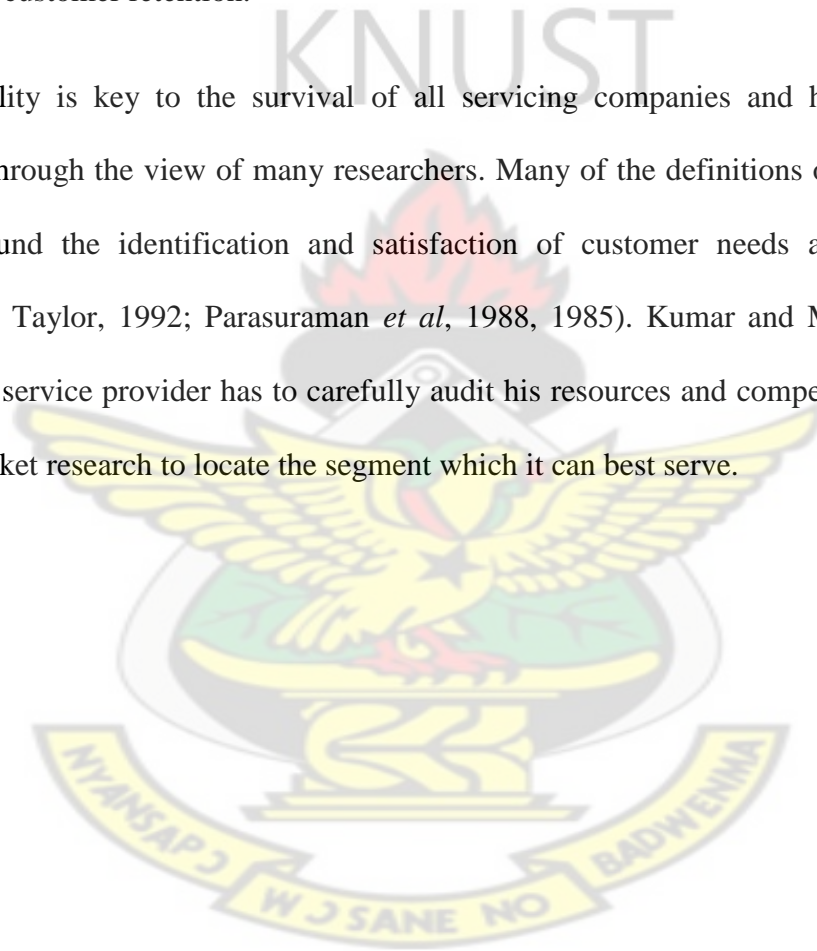 customer retention.
KNUST
lity is key to the survival of all servicing companies and h
hrough the view of many researchers. Many of the definitions o
und the identification and satisfaction of customer needs a
Taylor, 1992; Parasuraman et al, 1988, 1985). Kumar and M
service provider has to carefully audit his resources and compe
ket research to locate the segment which it can best serve.
NYANSAPƆ WƆ SANE NO BADWENMA